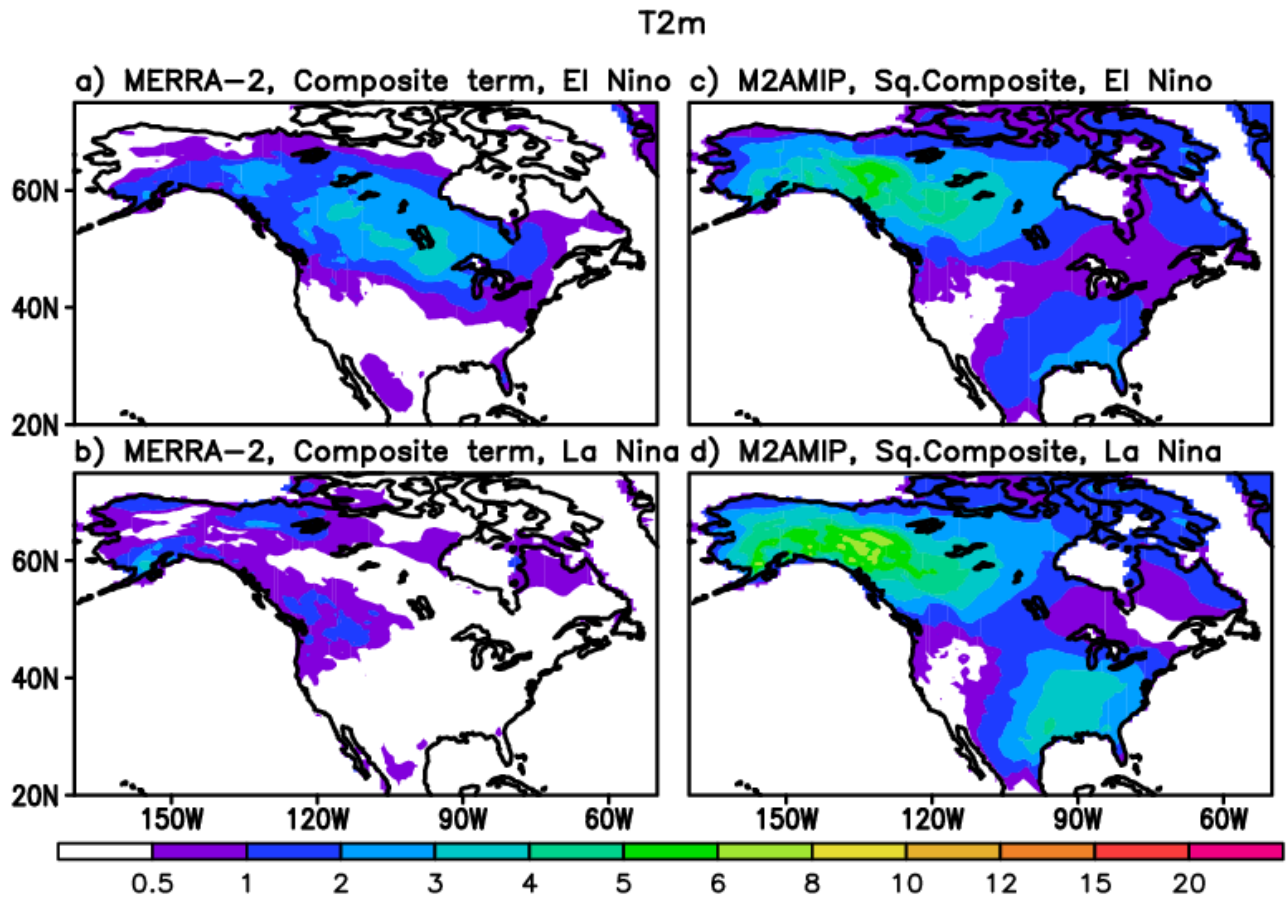 T2m
a) MERRA-2, Composite term, El Nino
c) M2AMIP, Sq.Composite, El Nino
60N
40N
20N
b) MERRA-2, Composite term, La Nina
d) M2AMIP, Sq.Composite, La Nina
60N
40N
20N
150W 120W 90W 60W
150W 120W 90W 60W
0.5 1 2 3 4 5 6 8 10 12 15 20